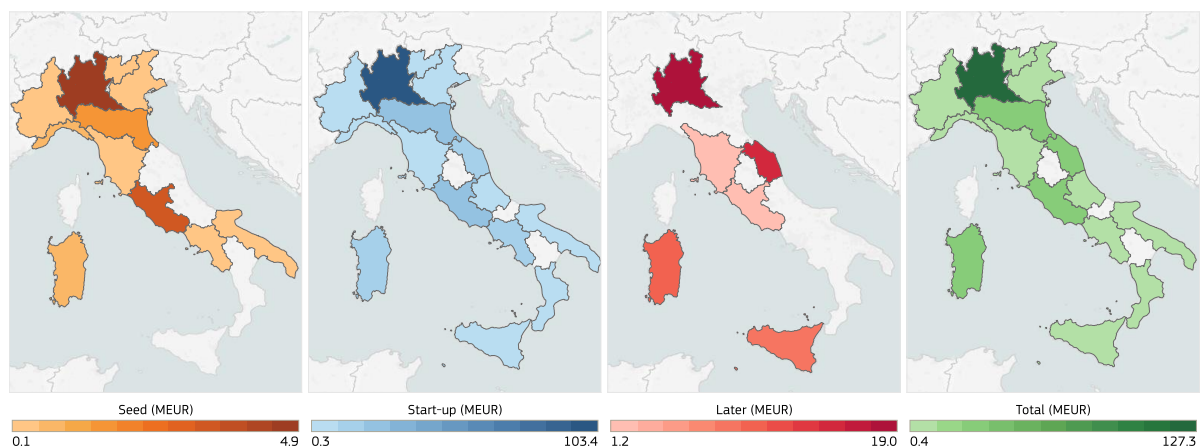 Seed (MEUR)
0.1 4.9
Start-up (MEUR)
0.3 103.4
Later (MEUR)
1.2 19.0
Total (MEUR)
0.4 127.3